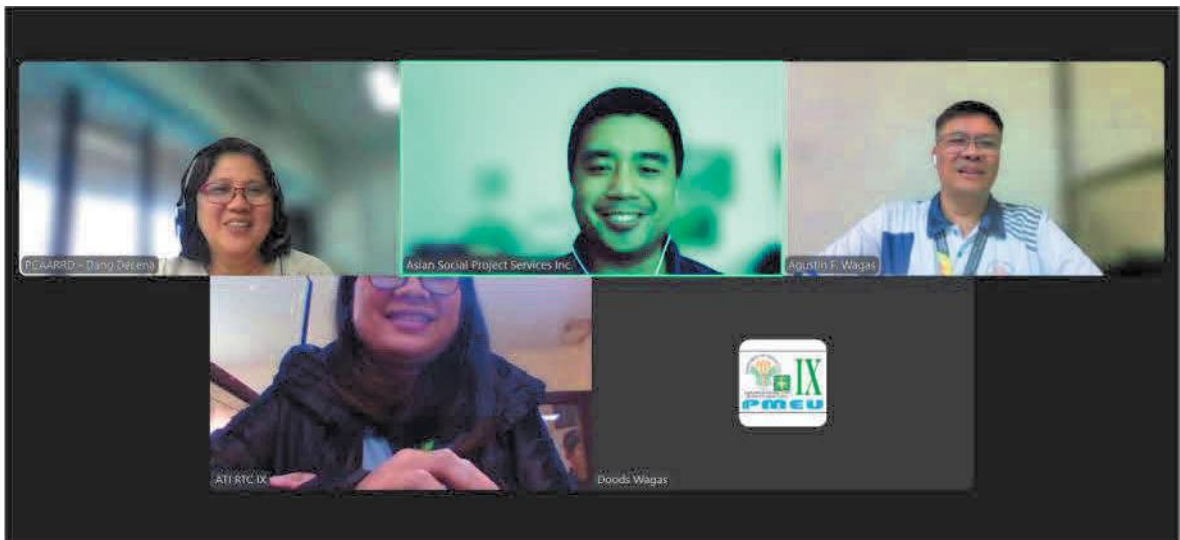 PCAARRD - Dang Decena
Asian Social Project Services Inc.
Agustin F. Wagas
ATI RTC IX
Doods Wagas
IX
PMEU